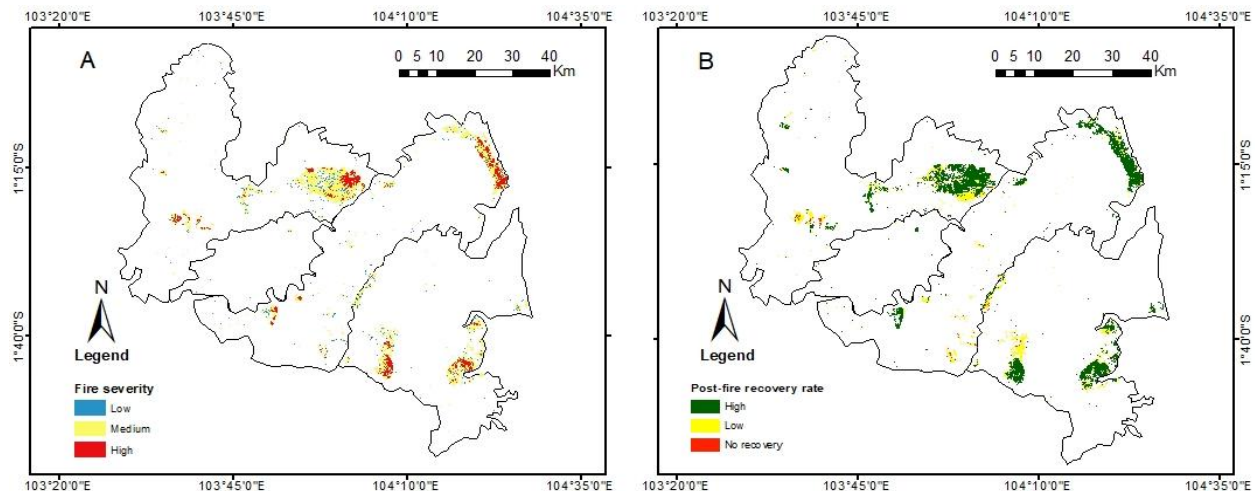 103°20'0"E 103°45'0"E 104°10'0"E 104°35'0"E
A
0 5 10 20 30 40
Km
1°15'0"S
1°40'0"S
N
Legend
Fire severity
Low
Medium
High
103°20'0"E 103°45'0"E 104°10'0"E 104°35'0"E
103°20'0"E 103°45'0"E 104°10'0"E 104°35'0"E
B
0 5 10 20 30 40
Km
1°15'0"S
1°40'0"S
N
Legend
Post-fire recovery rate
High
Low
No recovery
103°20'0"E 103°45'0"E 104°10'0"E 104°35'0"E